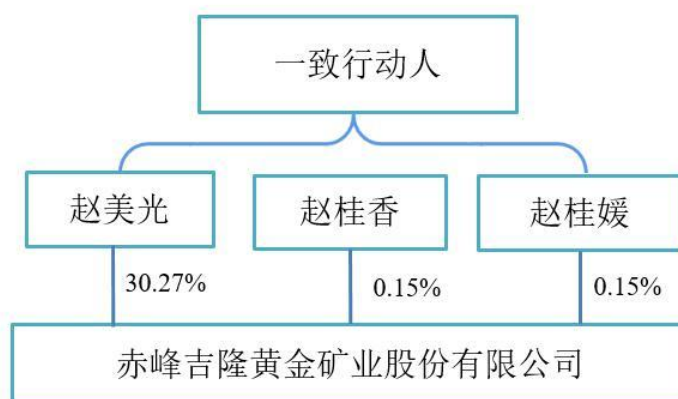 一致行动人
赵美光
赵桂香
赵桂媛
30.27%
0.15%
0.15%
赤峰吉隆黄金矿业股份有限公司